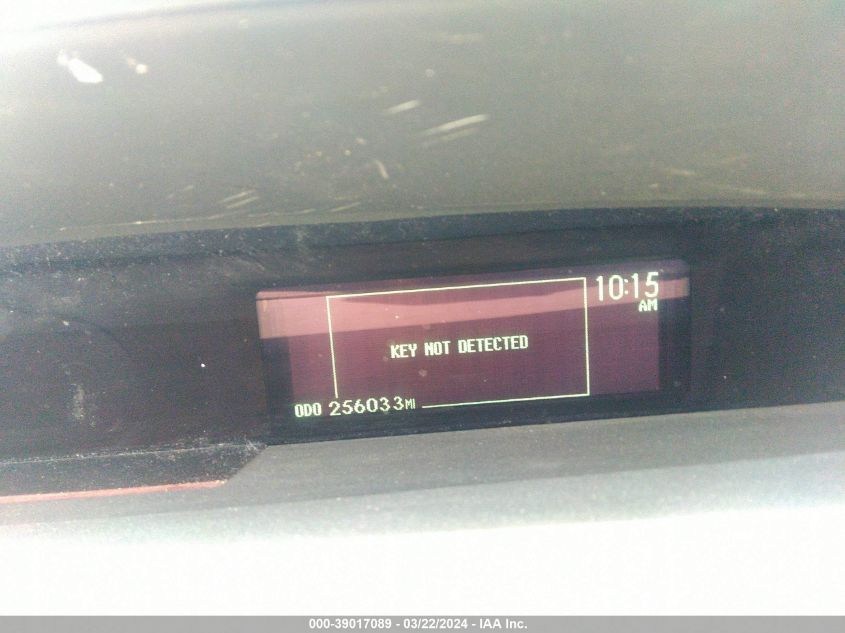 10:15
AM
KEY NOT DETECTED
ODO 256033MI
000-39017089 - 03/22/2024 - IAA Inc.